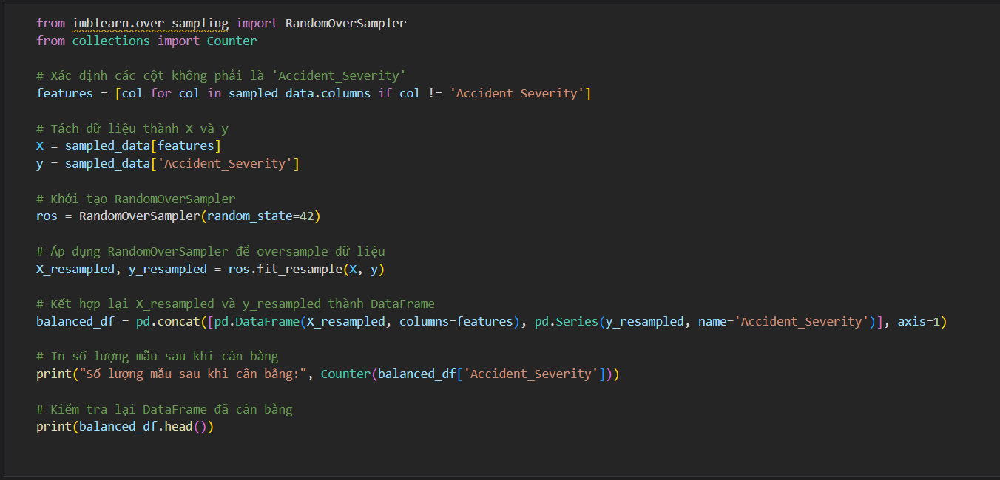 from imblearn.over_sampling import RandomOverSampler
from collections import Counter
# Xác định các cột không phải là 'Accident_Severity'
features = [col for col in sampled_data.columns if col != 'Accident_Severity']
# Tách dữ liệu thành X và y
X = sampled_data[features]
y = sampled_data['Accident_Severity']
# Khởi tạo RandomOverSampler
ros = RandomOverSampler(random_state=42)
# Áp dụng RandomOverSampler để oversample dữ liệu
X_resampled, y_resampled = ros.fit_resample(X, y)
# Kết hợp lại X_resampled và y_resampled thành DataFrame
balanced_df = pd.concat([pd.DataFrame(X_resampled, columns=features), pd.Series(y_resampled, name='Accident_Severity')], axis=1)
# In số lượng mẫu sau khi cân bằng
print("Số lượng mẫu sau khi cân bằng:", Counter(balanced_df['Accident_Severity']))
# Kiểm tra lại DataFrame đã cân bằng
print(balanced_df.head())